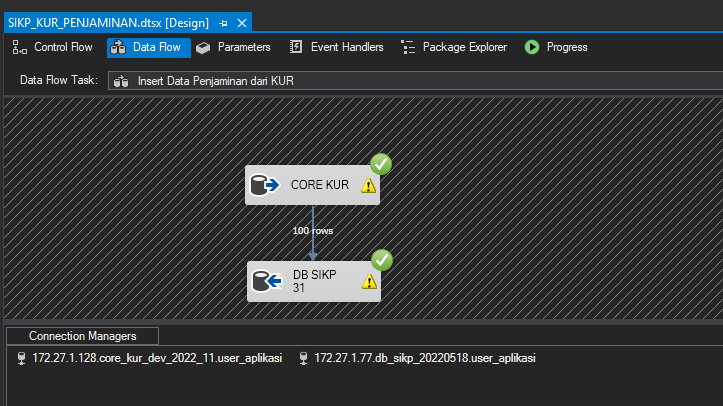 SIKP_KUR_PENJAMINAN.dtsx [Design]
Control Flow Data Flow Parameters Event Handlers Package Explorer Progress
Data Flow Task: Insert Data Penjaminan dari KUR
CORE KUR
100 rows
DB SIKP
31
Connection Managers
172.27.1.128.core_kur_dev_2022_11.user_aplikasi 172.27.1.77.db_sikp_20220518.user_aplikasi